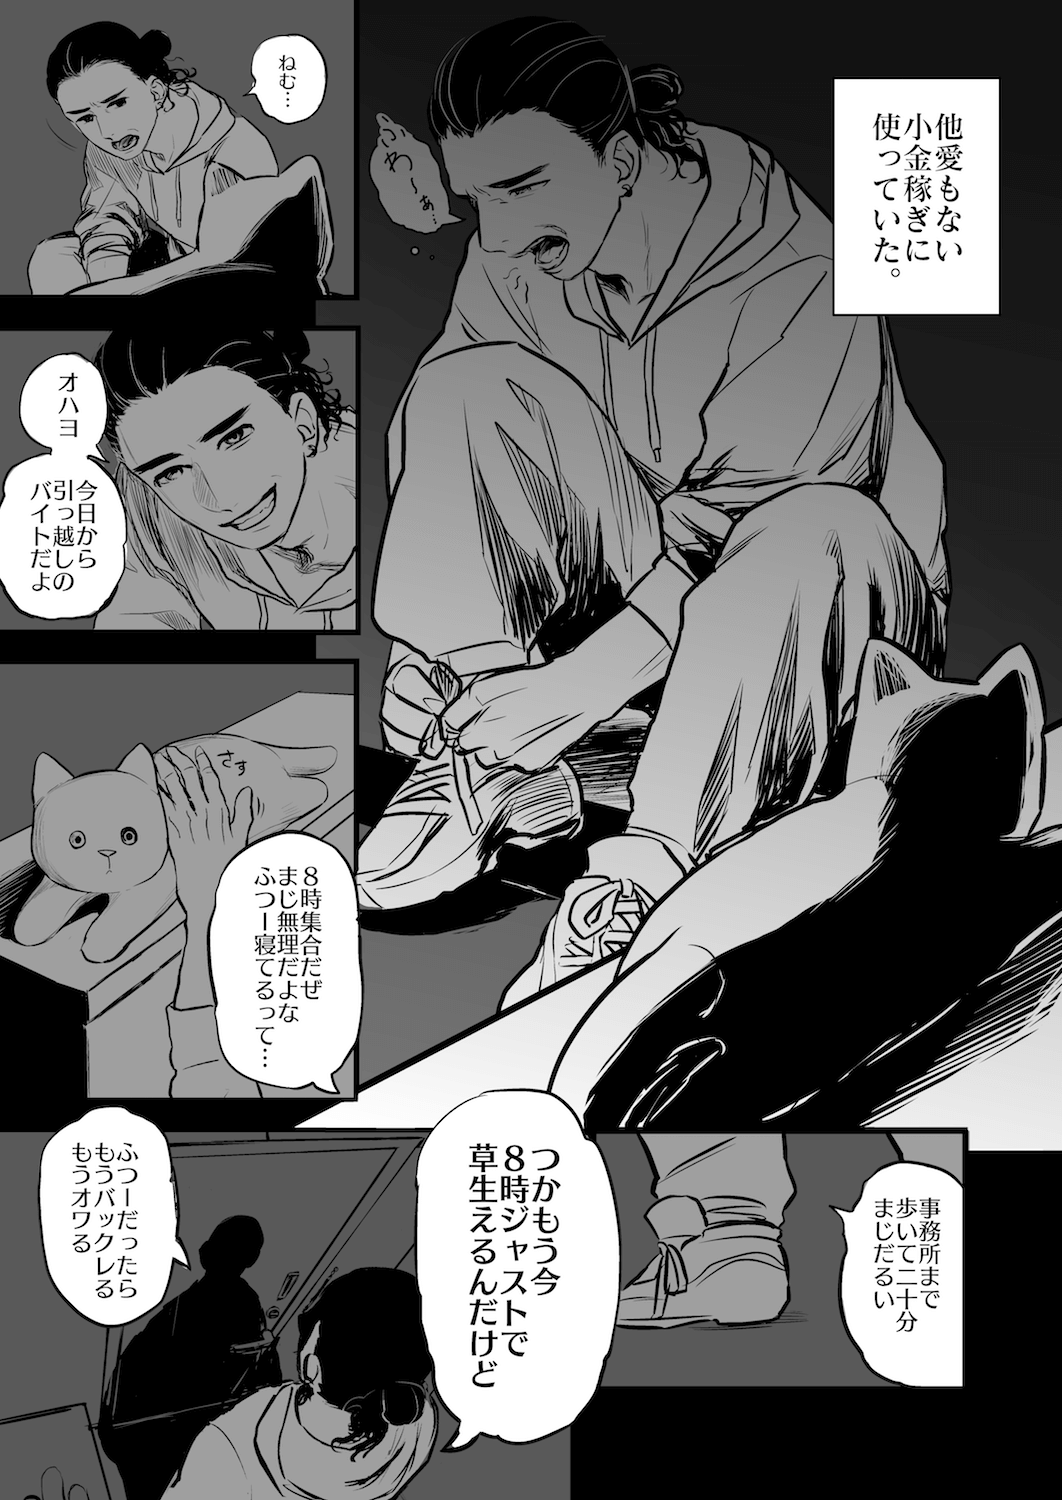 他愛もない
小金稼ぎに
使っていた。
いわ〜ぁ…
ねむ…
オハヨ
今日から
引っ越しの
バイトだよ
さす
8時集合だぜ
まじ無理だよな
ふつー寝てるって…
事務所まで
歩いて二十分
まじだるい
つかもう今
8時ジャストで
草生えるんだけど
ふつーだったら
もうバックレる
もうオワる